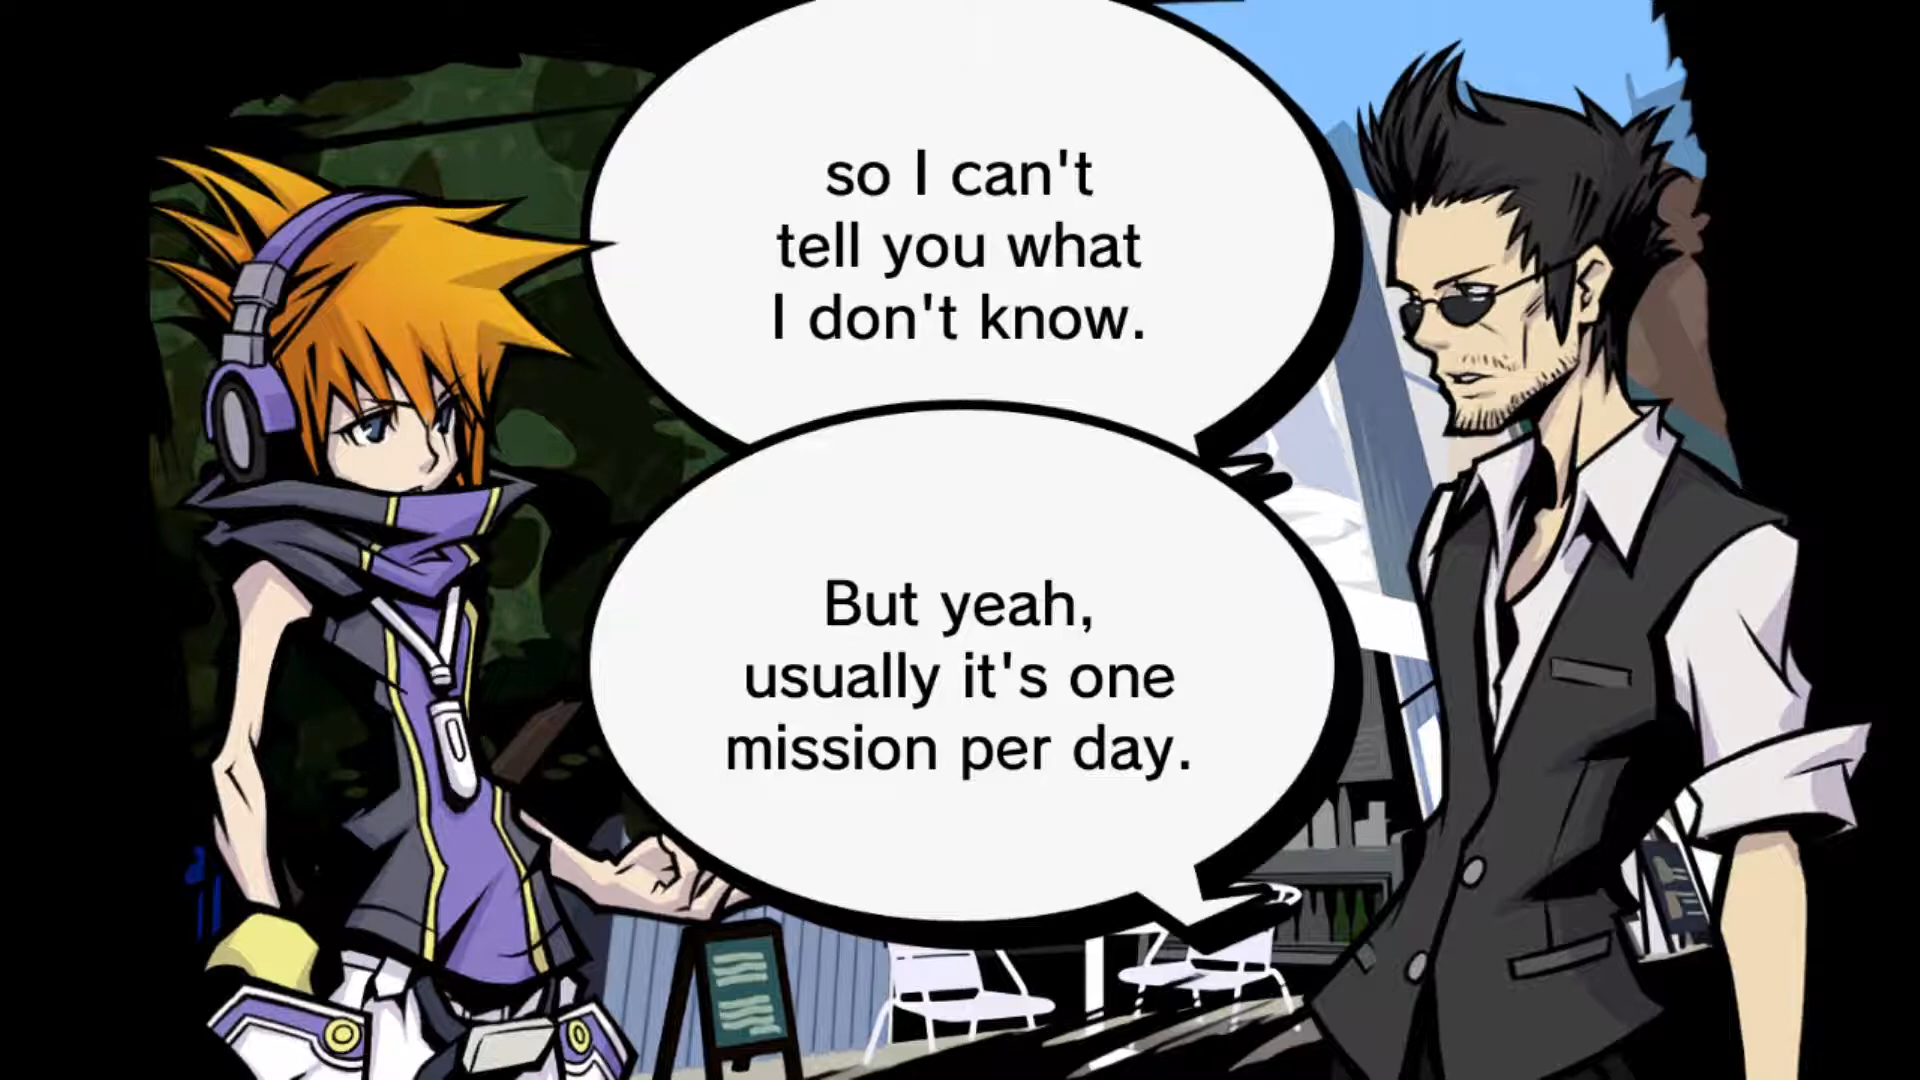 so I can't
tell you what
I don't know.
But yeah,
usually it's one
mission per day.